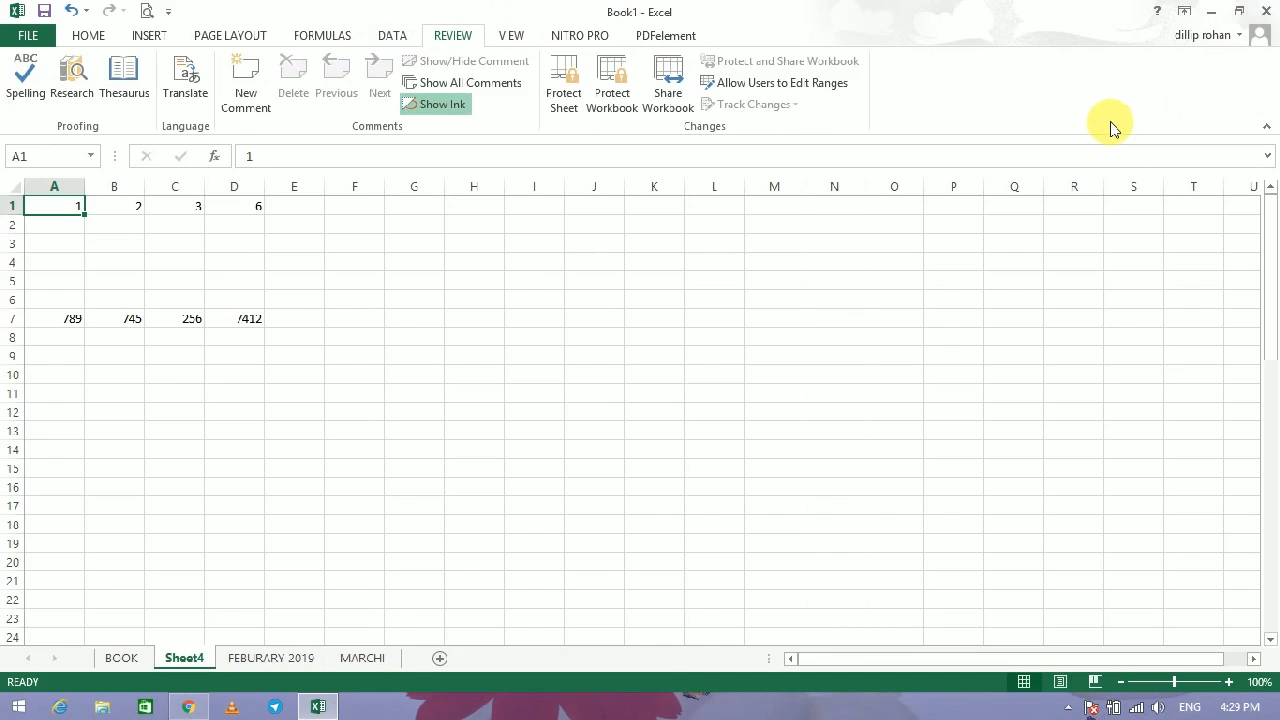 Book1 - Excel
?
FILE HOME INSERT PAGE LAYOUT FORMULAS DATA REVIEW VIEW NITRO PRO PDFelement dillip rohan
ABC
Spelling Research Thesaurus Translate New Comment Delete Previous Next
Show/Hide Comment
Show All Comments
Show Ink
Protect Sheet Protect Workbook Share Workbook
Protect and Share Workbook
Allow Users to Edit Ranges
Track Changes
Proofing Language Comments Changes
A1 fx 1
A B C D E F G H I J K L M N O P Q R S T U
1 1 2 3 6
2
3
4
5
6
7 789 745 256 7412
8
9
10
11
12
13
14
15
16
17
18
19
20
21
22
23
24
BOOK Sheet4 FEBURARY 2019 MARCHI
READY 100%
ENG 4:29 PM